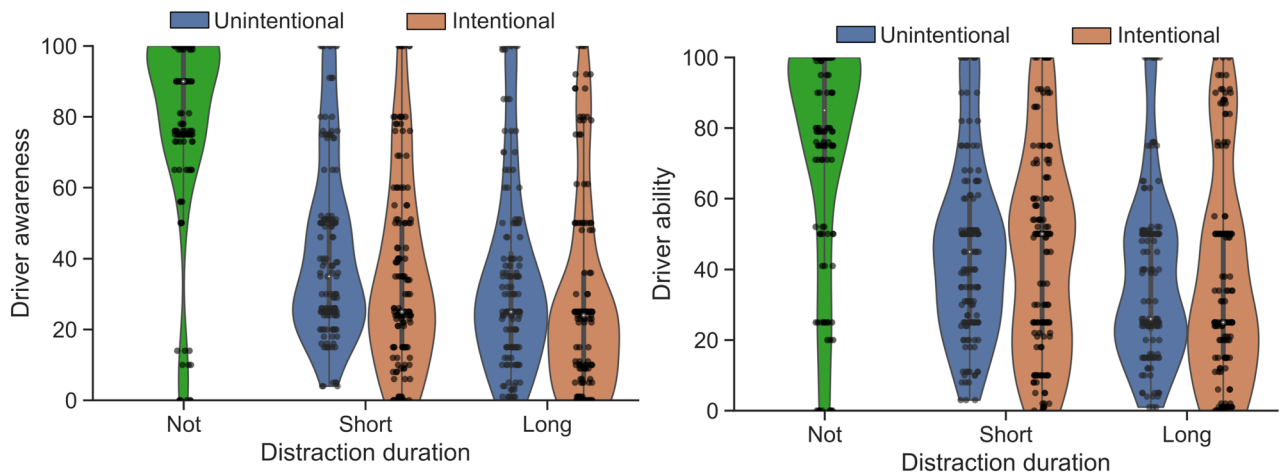 Unintentional Intentional
100
80
60
40
20
0
Driver awareness
Not Short Long
Distraction duration
Unintentional Intentional
100
80
60
40
20
0
Driver ability
Not Short Long
Distraction duration